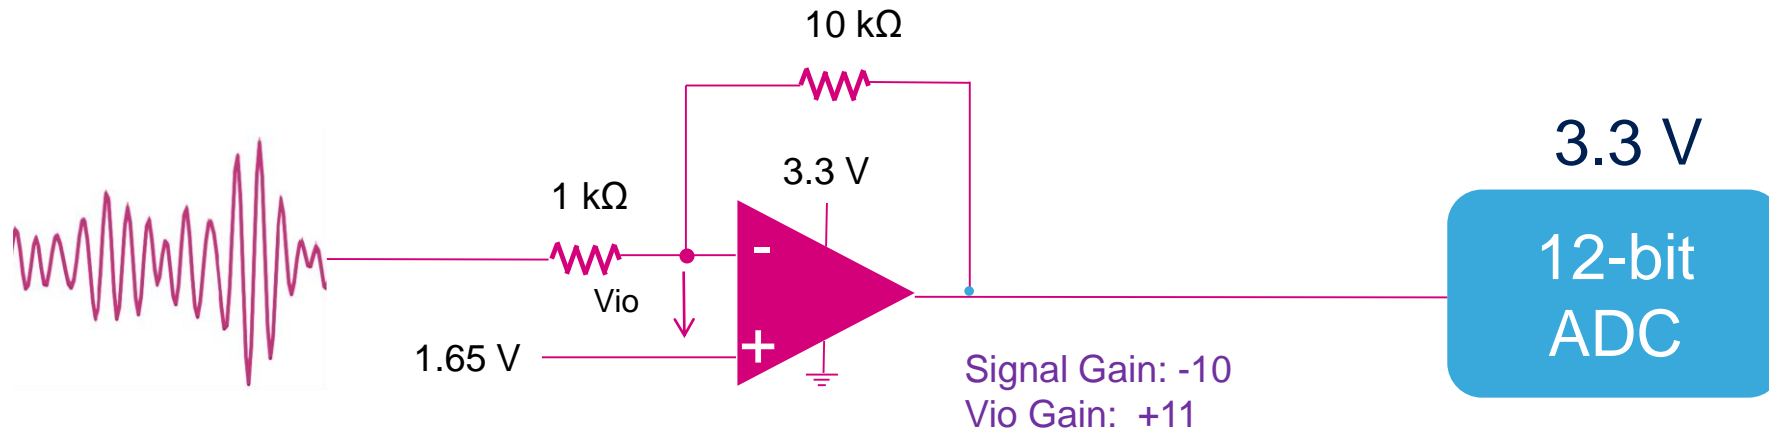 10 kΩ
3.3 V
3.3 V
1 kΩ
-
12-bit
ADC
Vio
+
1.65 V
Signal Gain: -10
Vio Gain: +11